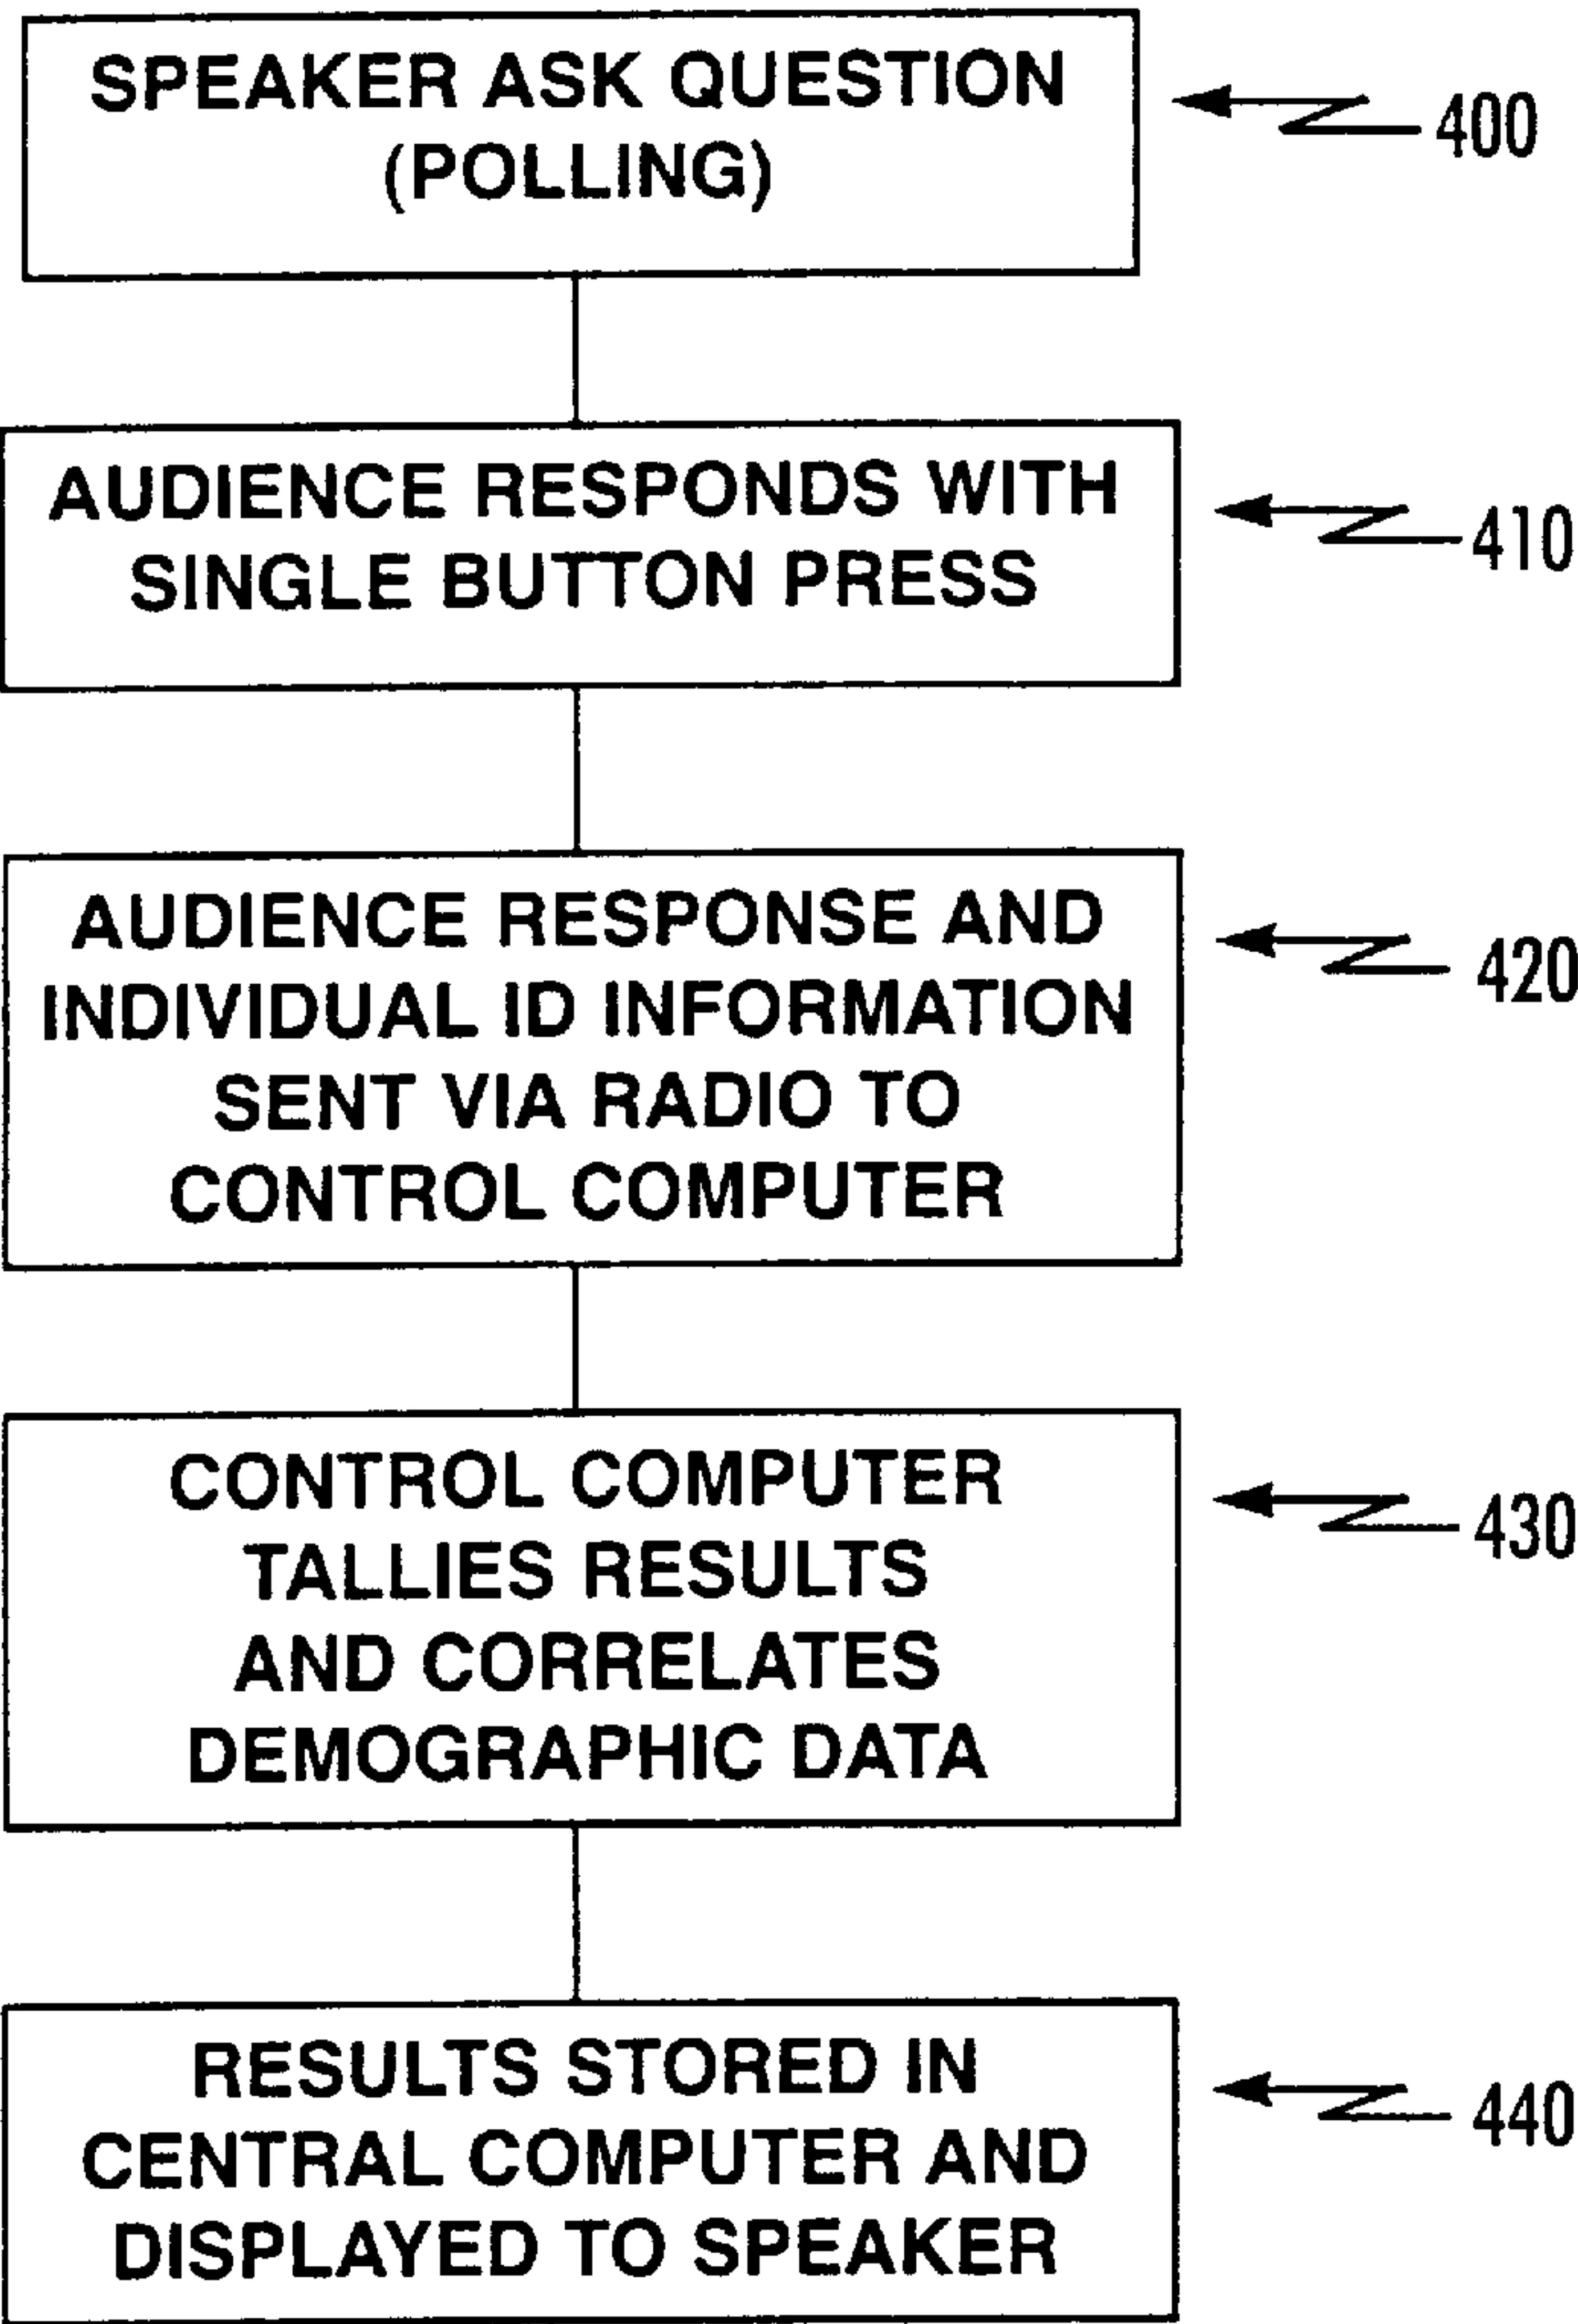 SPEAKER ASK QUESTION
(POLLING)
400
AUDIENCE RESPONDS WITH
SINGLE BUTTON PRESS
410
AUDIENCE RESPONSE AND
INDIVIDUAL ID INFORMATION
SENT VIA RADIO TO
CONTROL COMPUTER
420
CONTROL COMPUTER
TALLIES RESULTS
AND CORRELATES
DEMOGRAPHIC DATA
430
RESULTS STORED IN
CENTRAL COMPUTER AND
DISPLAYED TO SPEAKER
440